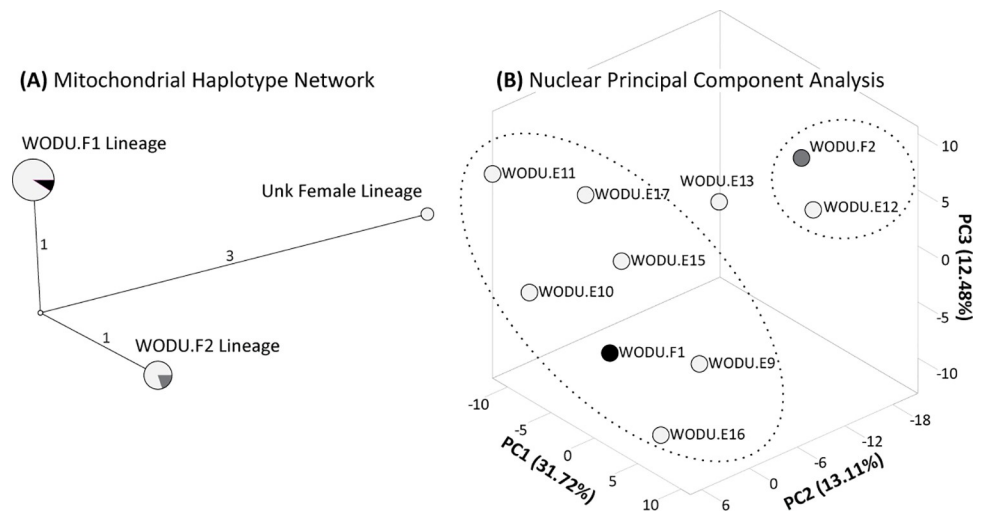 (A) Mitochondrial Haplotype Network
WODU.F1 Lineage
Unk Female Lineage
1
3
1
WODU.F2 Lineage
(B) Nuclear Principal Component Analysis
WODU.F2
WODU.E11
WODU.E17
WODU.E13
WODU.E12
WODU.E15
WODU.E10
WODU.F1
WODU.E9
WODU.E16
10
5
0
-5
-10
PC3 (12.48%)
-10
-5
0
5
10
PC1 (31.72%)
-18
-12
-6
0
6
PC2 (13.11%)